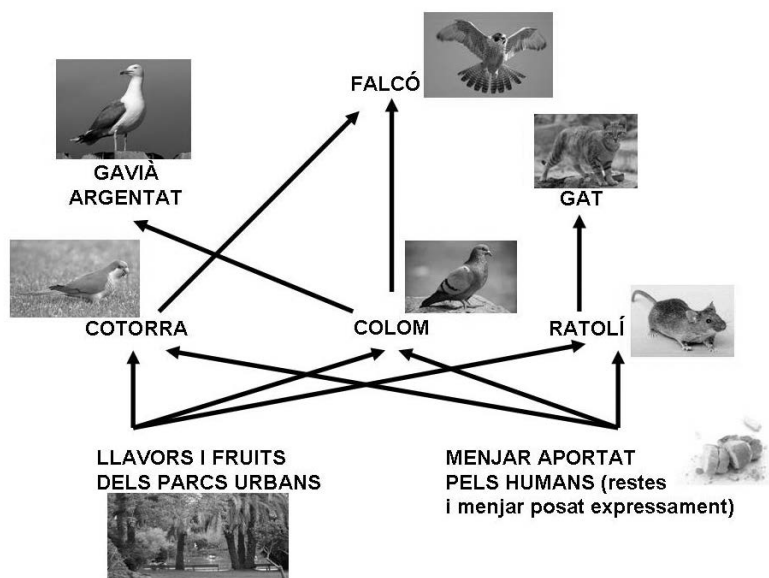 FALCÓ
GAVIÀ
ARGENTAT
GAT
COTORRA
COLOM
RATOLÍ
LLAVORS I FRUITS
DELS PARCS URBANS
MENJAR APORTAT
PELS HUMANS (restes
i menjar posat expressament)